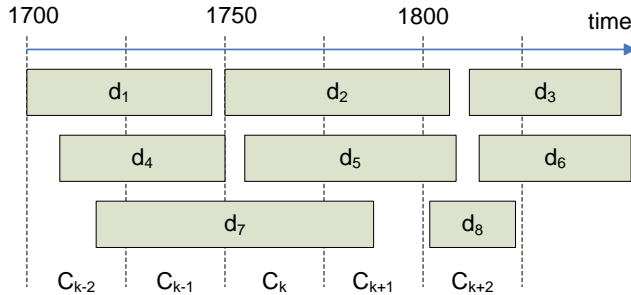 1700 1750 1800 time
d1 d2 d3
d4 d5 d6
d7 d8
Ck-2 Ck-1 Ck Ck+1 Ck+2